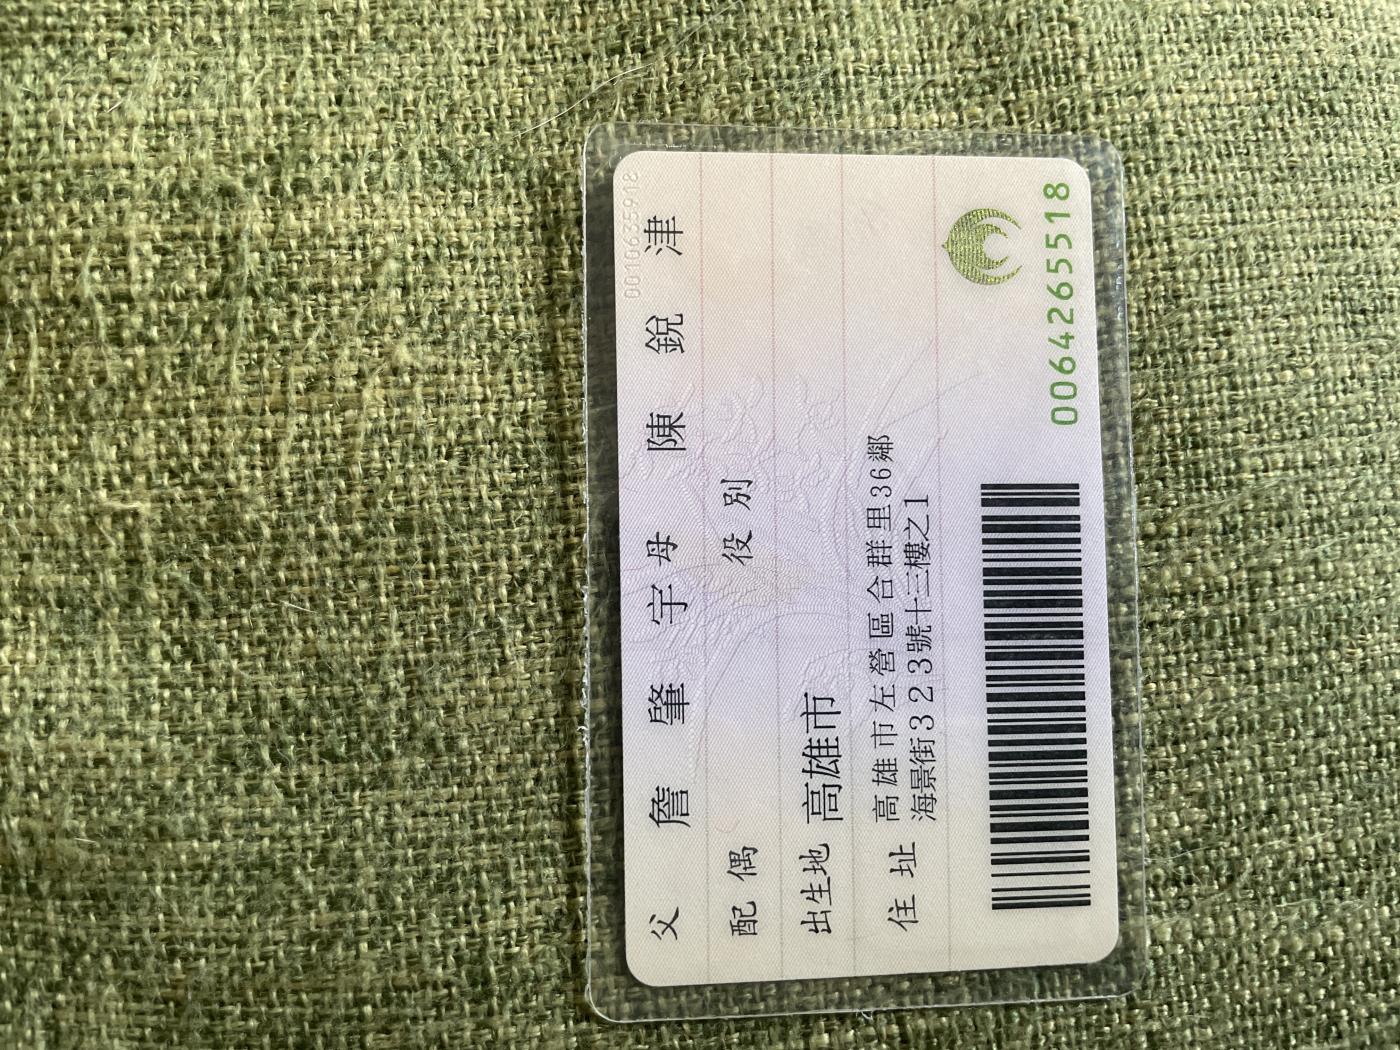 0010635918
父 詹肇宇 母 陳銳津
配偶 役別
出生地 高雄市
住址 高雄市左營區合群里36鄰
海景街323號十三樓之1
0064265518